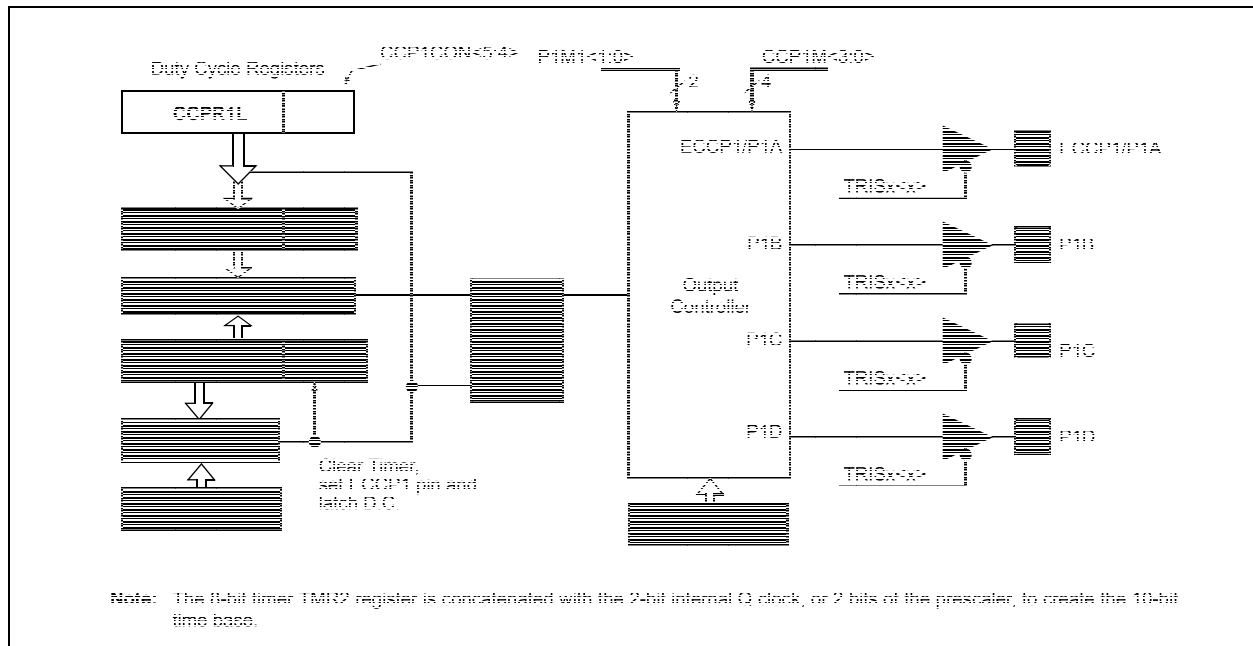 CCP1CON<5:4>
Duty Cycle Registers
CCPR1L
P1M1<1:0>
2
CCP1M<3:0>
4
ECCP1/P1A
ECCP1/P1A
TRISx<x>
P1B
P1B
TRISx<x>
Output
Controller
P1C
P1C
TRISx<x>
P1D
P1D
TRISx<x>
Clear Timer,
set ECCP1 pin and
latch D.C.
Note: The 8-bit timer TMR2 register is concatenated with the 2-bit internal Q clock, or 2 bits of the prescaler, to create the 10-bit
time base.